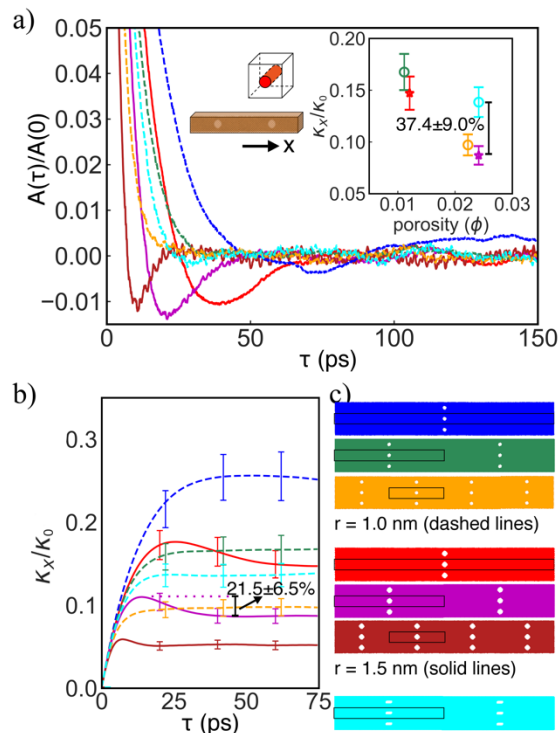 a)
0.05
0.04
0.03
0.02
0.01
0.00
−0.01
A(τ)/A(0)
0
50
100
150
τ (ps)
X
0.20
0.15
0.10
0.05
κx/κ0
37.4±9.0%
0.00
0.01
0.02
0.03
porosity (ϕ)
b)
0.3
0.2
0.1
0.0
κx/κ0
21.5±6.5%
0
25
50
75
τ (ps)
c)
r = 1.0 nm (dashed lines)
r = 1.5 nm (solid lines)